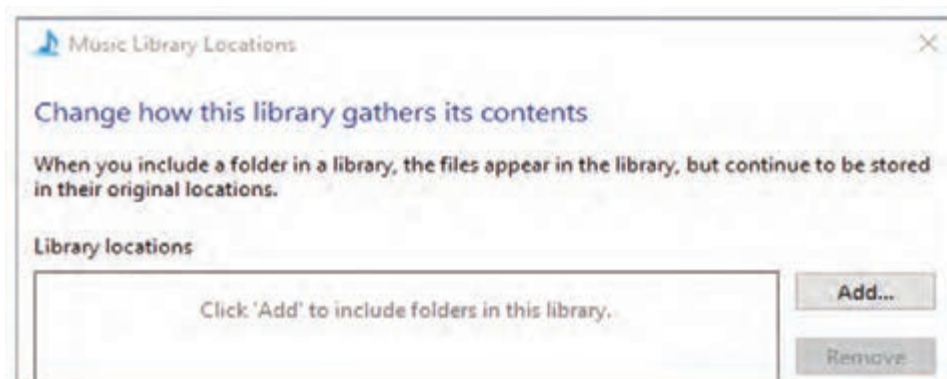 Music Library Locations
Change how this library gathers its contents
When you include a folder in a library, the files appear in the library, but continue to be stored
in their original locations.
Library locations
Click 'Add' to include folders in this library.
Add...
Remove